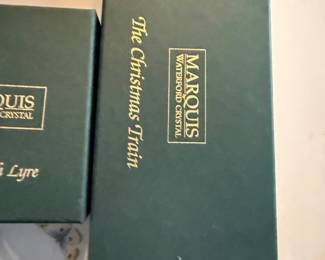 QUIS
CRYSTAL
Lyre
MARQUIS
WATERFORD CRYSTAL
The Christmas Train